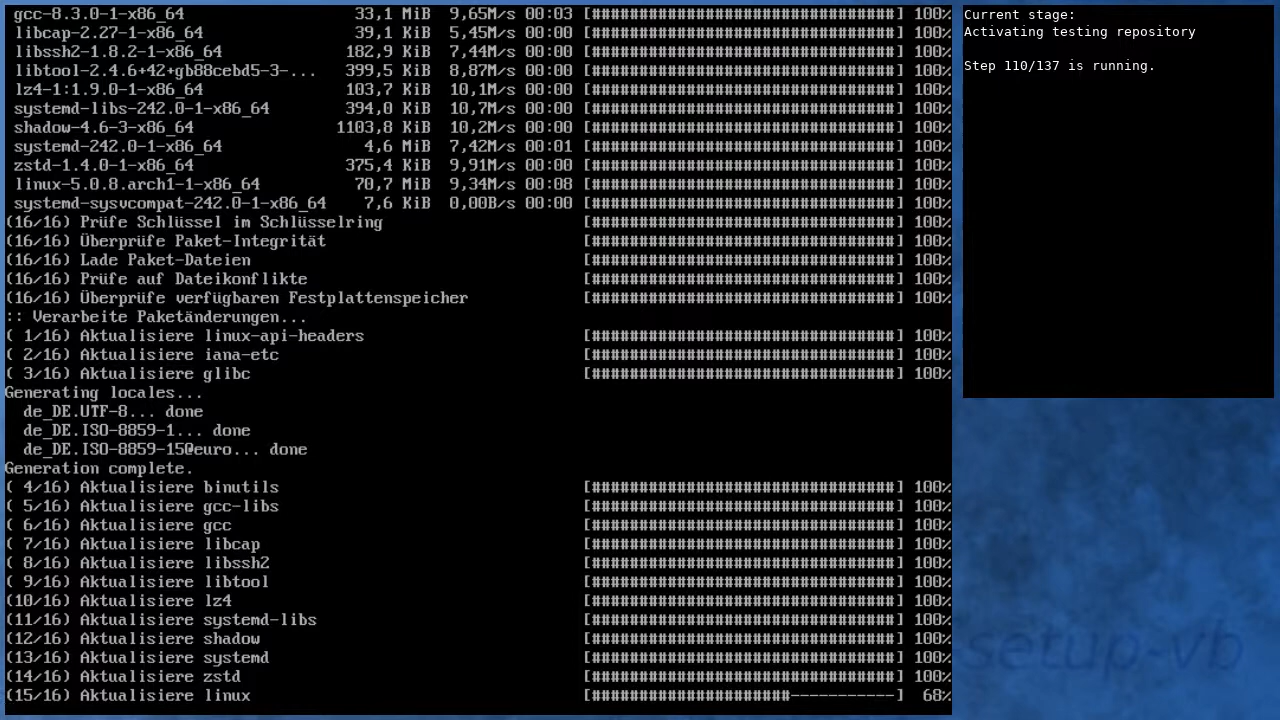 gcc-8.3.0-1-x86_64 33,1 MiB 9,65M/s 00:03 [################################] 100%
libcap-2.27-1-x86_64 39,1 KiB 5,45M/s 00:00 [################################] 100%
libssh2-1.8.2-1-x86_64 182,9 KiB 7,44M/s 00:00 [################################] 100%
libtool-2.4.6+42+gb88cebd5-3-... 399,5 KiB 8,87M/s 00:00 [################################] 100%
lz4-1:1.9.0-1-x86_64 103,7 KiB 10,1M/s 00:00 [################################] 100%
systemd-libs-242.0-1-x86_64 394,0 KiB 10,7M/s 00:00 [################################] 100%
shadow-4.6-3-x86_64 1103,8 KiB 10,2M/s 00:00 [################################] 100%
systemd-242.0-1-x86_64 4,6 MiB 7,42M/s 00:01 [################################] 100%
zstd-1.4.0-1-x86_64 375,4 KiB 9,91M/s 00:00 [################################] 100%
linux-5.0.8.arch1-1-x86_64 70,7 MiB 9,34M/s 00:08 [################################] 100%
systemd-sysvcompat-242.0-1-x86_64 7,6 KiB 0,00B/s 00:00 [################################] 100%
(16/16) Prüfe Schlüssel im Schlüsselring [################################] 100%
(16/16) Überprüfe Paket-Integrität [################################] 100%
(16/16) Lade Paket-Dateien [################################] 100%
(16/16) Prüfe auf Dateikonflikte [################################] 100%
(16/16) Überprüfe verfügbaren Festplattenspeicher [################################] 100%
:: Verarbeite Paketänderungen...
( 1/16) Aktualisiere linux-api-headers [################################] 100%
( 2/16) Aktualisiere iana-etc [################################] 100%
( 3/16) Aktualisiere glibc [################################] 100%
Generating locales...
de_DE.UTF-8... done
de_DE.ISO-8859-1... done
de_DE.ISO-8859-15@euro... done
Generation complete.
( 4/16) Aktualisiere binutils [################################] 100%
( 5/16) Aktualisiere gcc-libs [################################] 100%
( 6/16) Aktualisiere gcc [################################] 100%
( 7/16) Aktualisiere libcap [################################] 100%
( 8/16) Aktualisiere libssh2 [################################] 100%
( 9/16) Aktualisiere libtool [################################] 100%
(10/16) Aktualisiere lz4 [################################] 100%
(11/16) Aktualisiere systemd-libs [################################] 100%
(12/16) Aktualisiere shadow [################################] 100%
(13/16) Aktualisiere systemd [################################] 100%
(14/16) Aktualisiere zstd [################################] 100%
(15/16) Aktualisiere linux [#####################-----------] 68%
Current stage:
Activating testing repository
Step 110/137 is running.
setup-vb